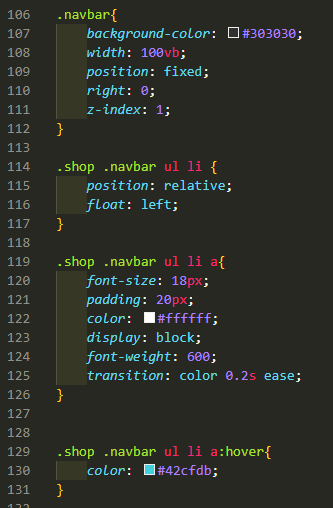 106 .navbar{
107 background-color: #303030;
108 width: 100vb;
109 position: fixed;
110 right: 0;
111 z-index: 1;
112 }
113
114 .shop .navbar ul li {
115 position: relative;
116 float: left;
117 }
118
119 .shop .navbar ul li a{
120 font-size: 18px;
121 padding: 20px;
122 color: #ffffff;
123 display: block;
124 font-weight: 600;
125 transition: color 0.2s ease;
126 }
127
128
129 .shop .navbar ul li a:hover{
130 color: #42cfdb;
131 }